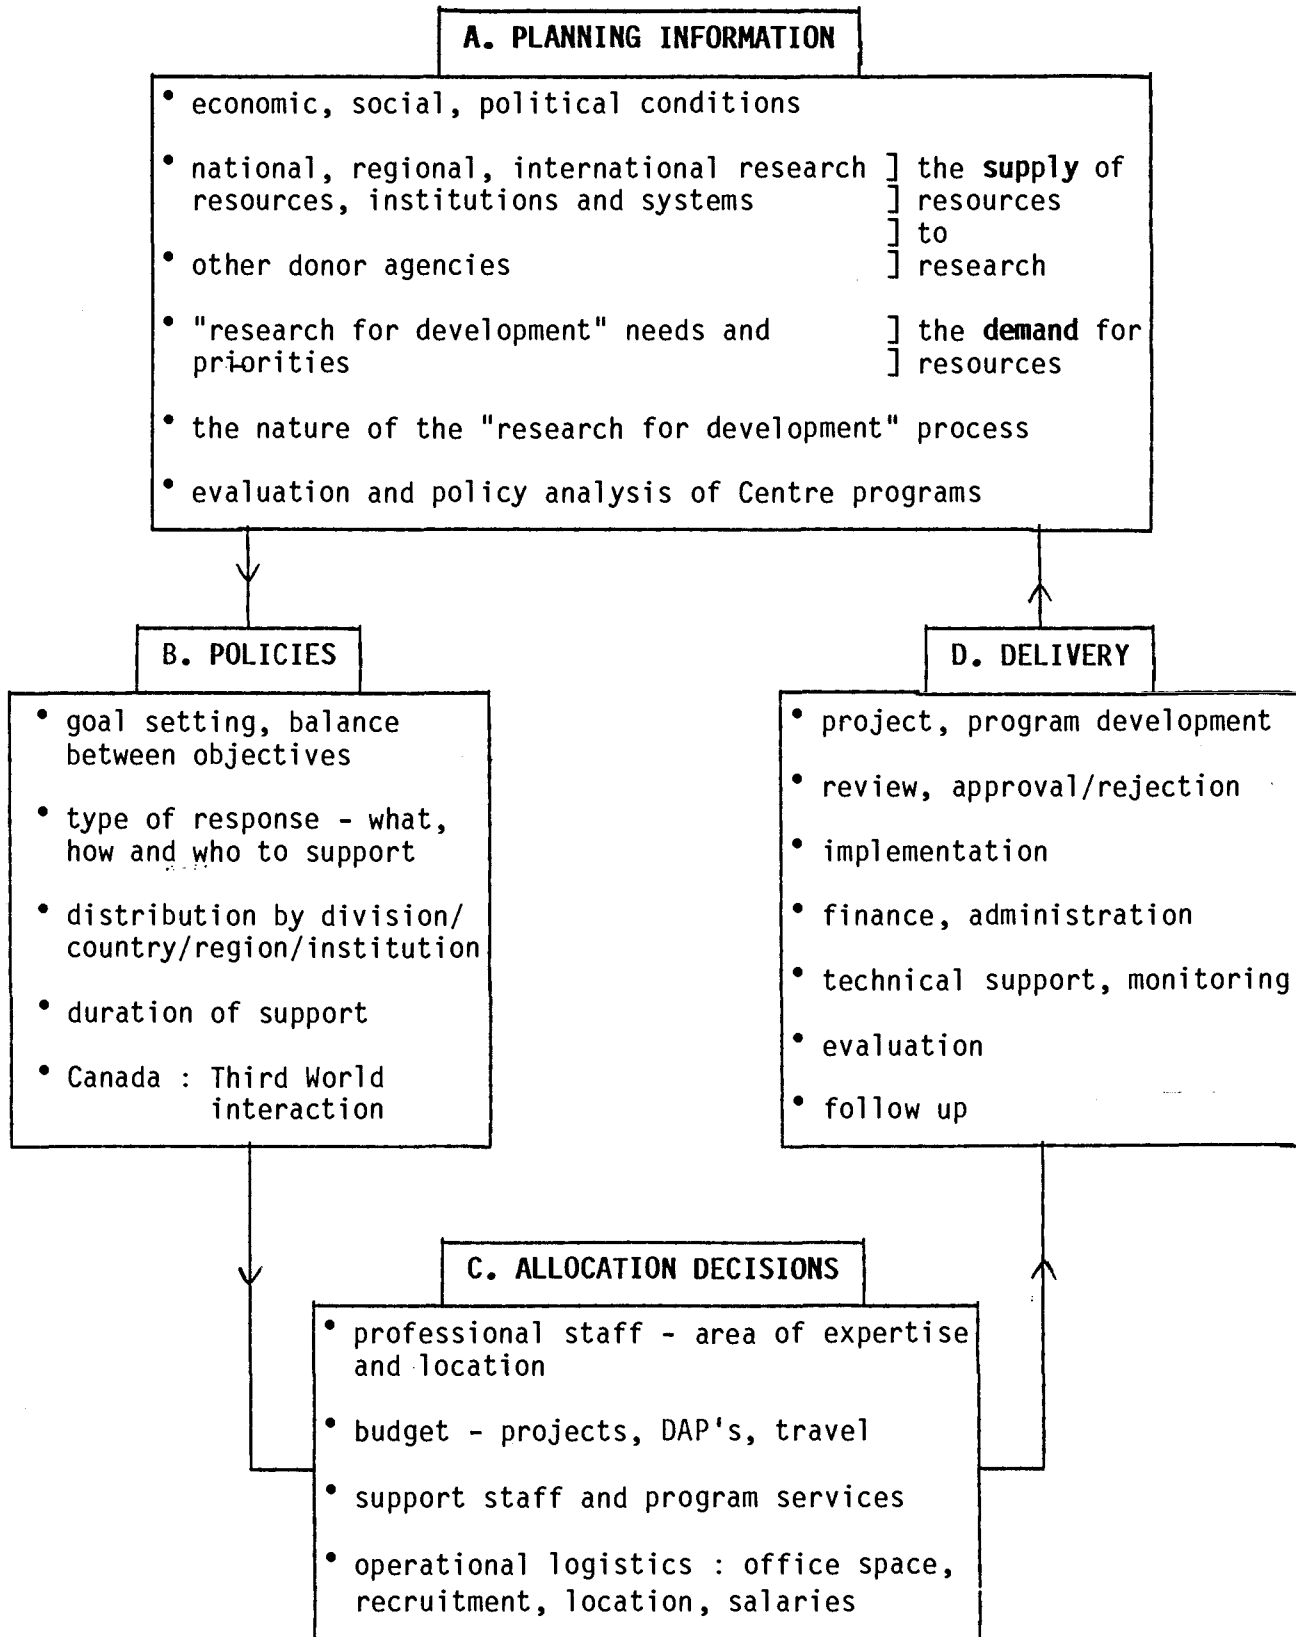 A. PLANNING INFORMATION
• economic, social, political conditions
• national, regional, international research ] the supply of
resources, institutions and systems ] resources
] to
• other donor agencies ] research
• "research for development" needs and ] the demand for
priorities ] resources
• the nature of the "research for development" process
• evaluation and policy analysis of Centre programs
B. POLICIES
• goal setting, balance
between objectives
• type of response - what,
how and who to support
• distribution by division/
country/region/institution
• duration of support
• Canada : Third World
interaction
D. DELIVERY
• project, program development
• review, approval/rejection
• implementation
• finance, administration
• technical support, monitoring
• evaluation
• follow up
C. ALLOCATION DECISIONS
• professional staff - area of expertise
and location
• budget - projects, DAP's, travel
• support staff and program services
• operational logistics : office space,
recruitment, location, salaries